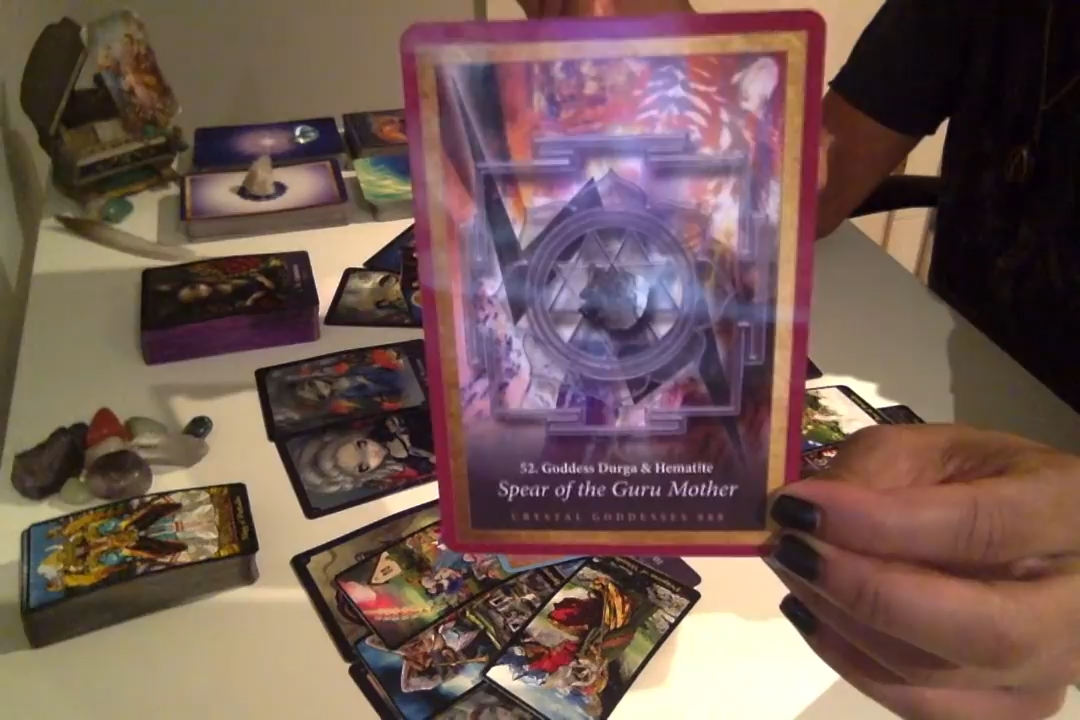 52. Goddess Durga & Hematite
Spear of the Guru Mother
CRYSTAL GODDESSES 888